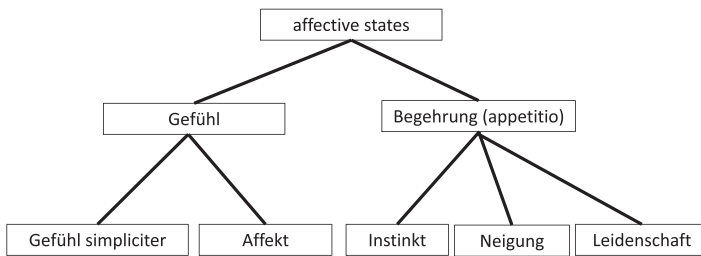 affective states
Gefühl
Begehrung (appetitio)
Gefühl simpliciter
Affekt
Instinkt
Neigung
Leidenschaft